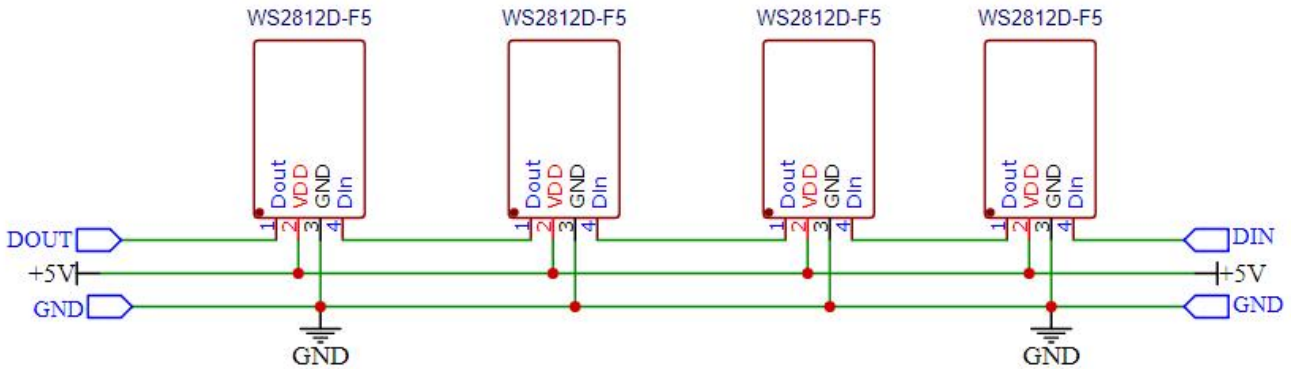 WS2812D-F5 WS2812D-F5 WS2812D-F5 WS2812D-F5
Dout VDD GND DIn Dout VDD GND DIn Dout VDD GND DIn Dout VDD GND DIn
1 2 3 4 1 2 3 4 1 2 3 4 1 2 3 4
DOUT DIN
+5V +5V
GND GND
GND GND